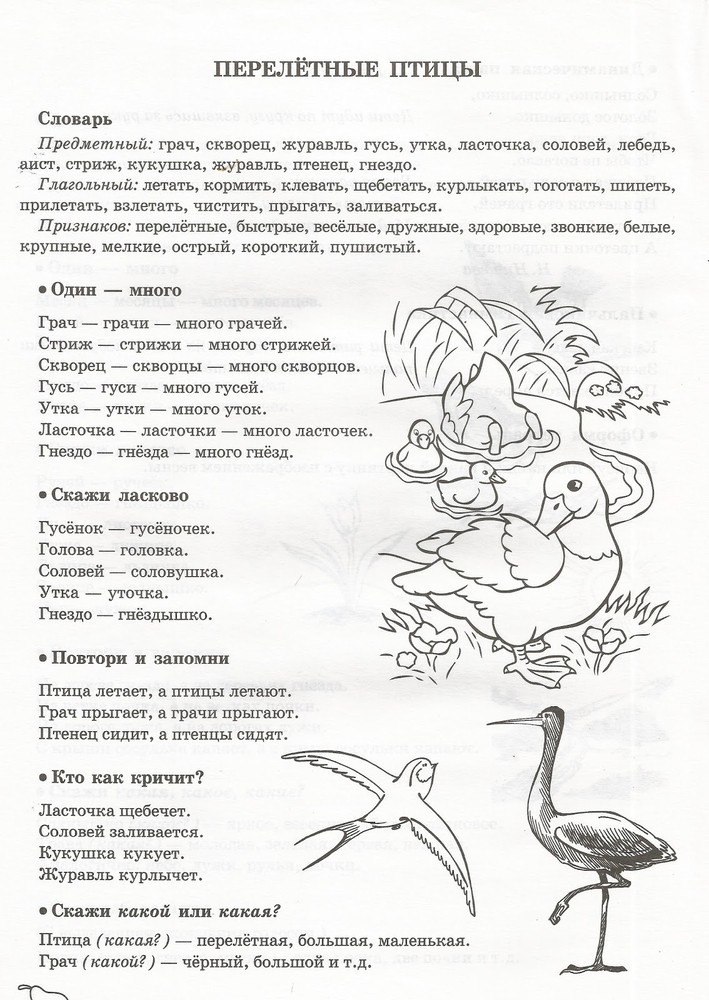 ПЕРЕЛЁТНЫЕ ПТИЦЫ
Словарь
Предметный: грач, скворец, журавль, гусь, утка, ласточка, соловей, лебедь,
аист, стриж, кукушка, журавль, птенец, гнездо.
Глагольный: летать, кормить, клевать, щебетать, курлыкать, гоготать, шипеть,
прилетать, взлетать, чистить, прыгать, заливаться.
Признаков: перелётные, быстрые, весёлые, дружные, здоровые, звонкие, белые,
крупные, мелкие, острый, короткий, пушистый.
• Один — много
Грач — грачи — много грачей.
Стриж — стрижи — много стрижей.
Скворец — скворцы — много скворцов.
Гусь — гуси — много гусей.
Утка — утки — много уток.
Ласточка — ласточки — много ласточек.
Гнездо — гнёзда — много гнёзд.
• Скажи ласково
Гусёнок — гусёночек.
Голова — головка.
Соловей — соловушка.
Утка — уточка.
Гнездо — гнёздышко.
• Повтори и запомни
Птица летает, а птицы летают.
Грач прыгает, а грачи прыгают.
Птенец сидит, а птенцы сидят.
• Кто как кричит?
Ласточка щебечет.
Соловей заливается.
Кукушка кукует.
Журавль курлычет.
• Скажи какой или какая?
Птица (какая?) — перелётная, большая, маленькая.
Грач (какой?) — чёрный, большой и т.д.